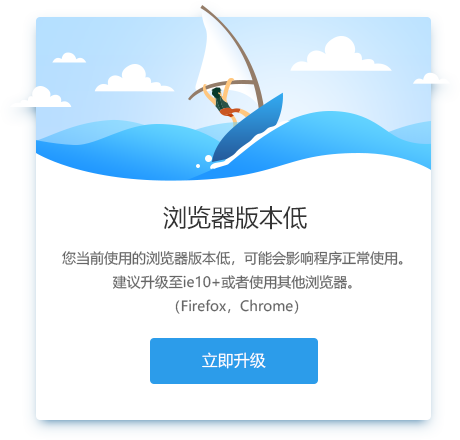 浏览器版本低
您当前使用的浏览器版本低，可能会影响程序正常使用。
建议升级至ie10+或者使用其他浏览器。
（Firefox，Chrome）
立即升级